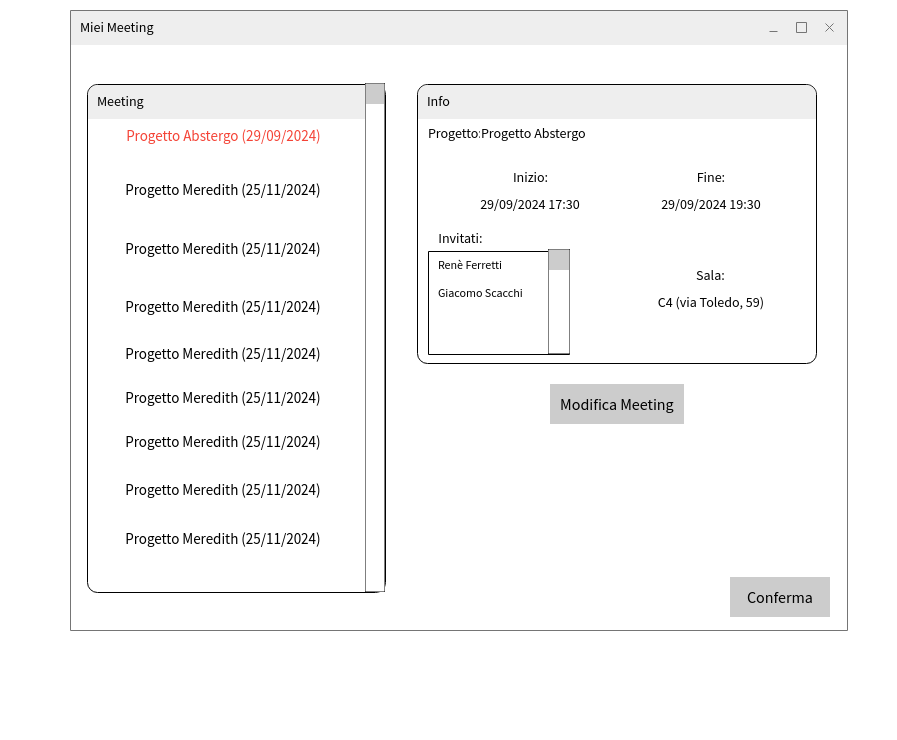 Miei Meeting
Meeting
Progetto Abstergo (29/09/2024)
Progetto Meredith (25/11/2024)
Progetto Meredith (25/11/2024)
Progetto Meredith (25/11/2024)
Progetto Meredith (25/11/2024)
Progetto Meredith (25/11/2024)
Progetto Meredith (25/11/2024)
Progetto Meredith (25/11/2024)
Progetto Meredith (25/11/2024)
Info
Progetto:Progetto Abstergo
Inizio:
29/09/2024 17:30
Fine:
29/09/2024 19:30
Invitati:
Renè Ferretti
Giacomo Scacchi
Sala:
C4 (via Toledo, 59)
Modifica Meeting
Conferma